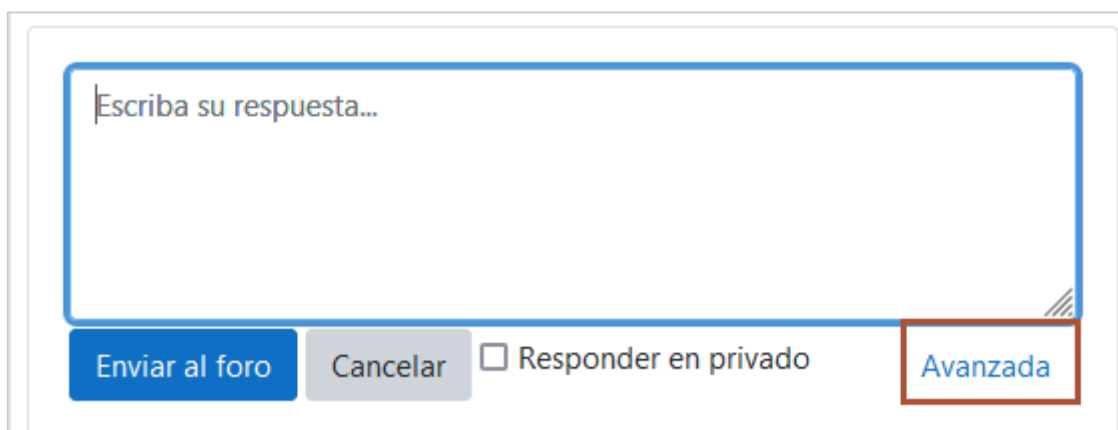 Escriba su respuesta...
Enviar al foro Cancelar Responder en privado Avanzada